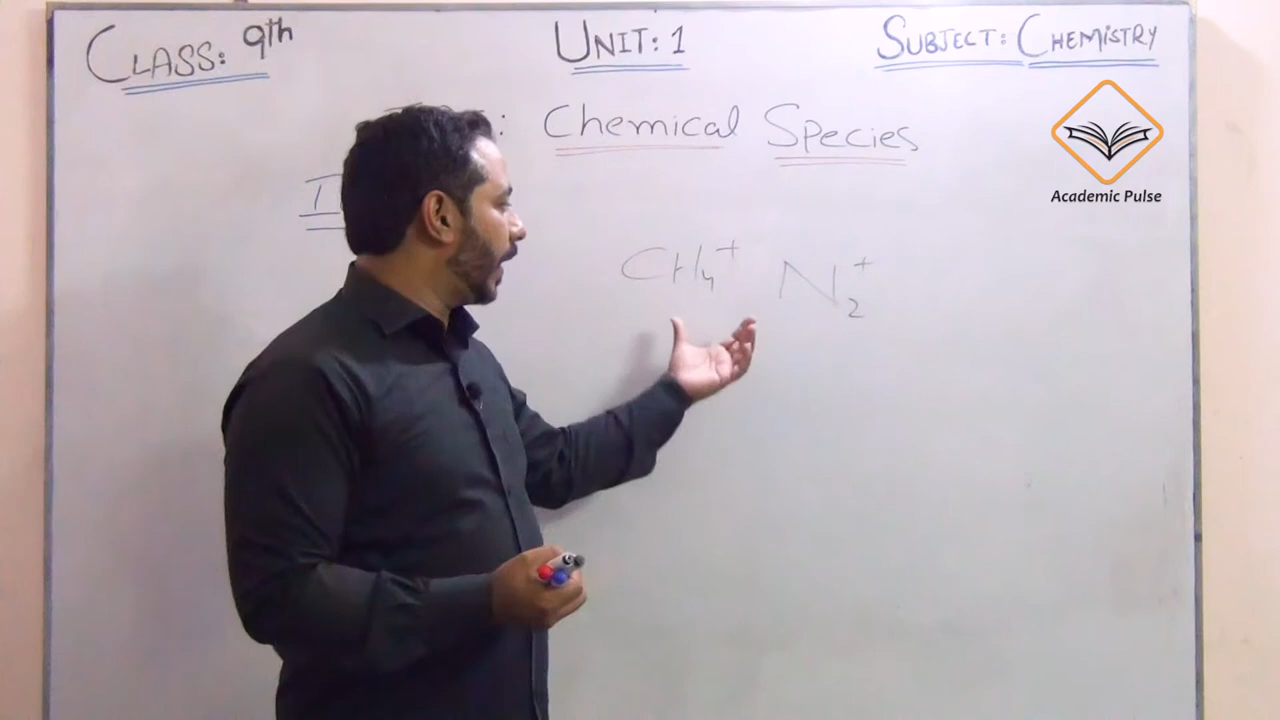 CLASS: 9th UNIT: 1 SUBJECT: CHEMISTRY
: Chemical Species
Academic Pulse
CH₄⁺ N₂⁺